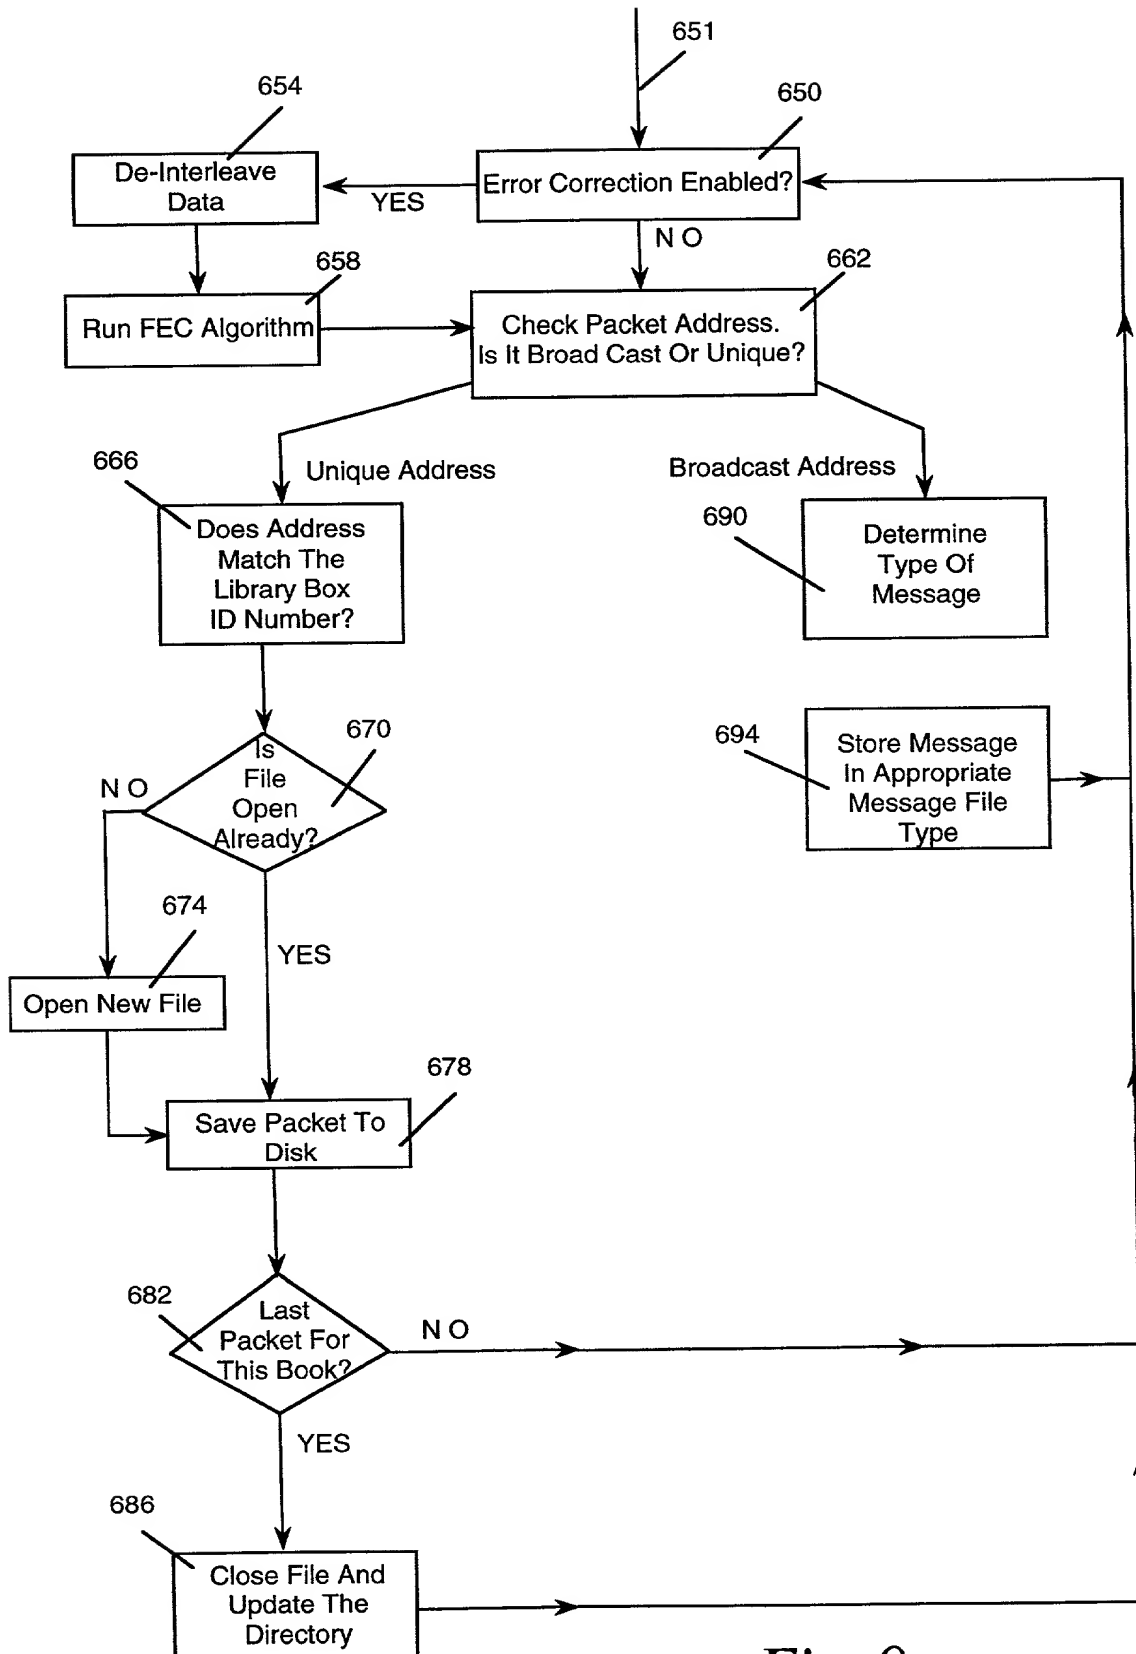 651
654
650
De-Interleave
Data
YES
Error Correction Enabled?
NO
658
662
Run FEC Algorithm
Check Packet Address.
Is It Broad Cast Or Unique?
666
Unique Address
Broadcast Address
Does Address
Match The
Library Box
ID Number?
690
Determine
Type Of
Message
670
Is
File
Open
Already?
NO
694
Store Message
In Appropriate
Message File
Type
674
YES
Open New File
678
Save Packet To
Disk
682
Last
Packet For
This Book?
NO
YES
686
Close File And
Update The
Directory